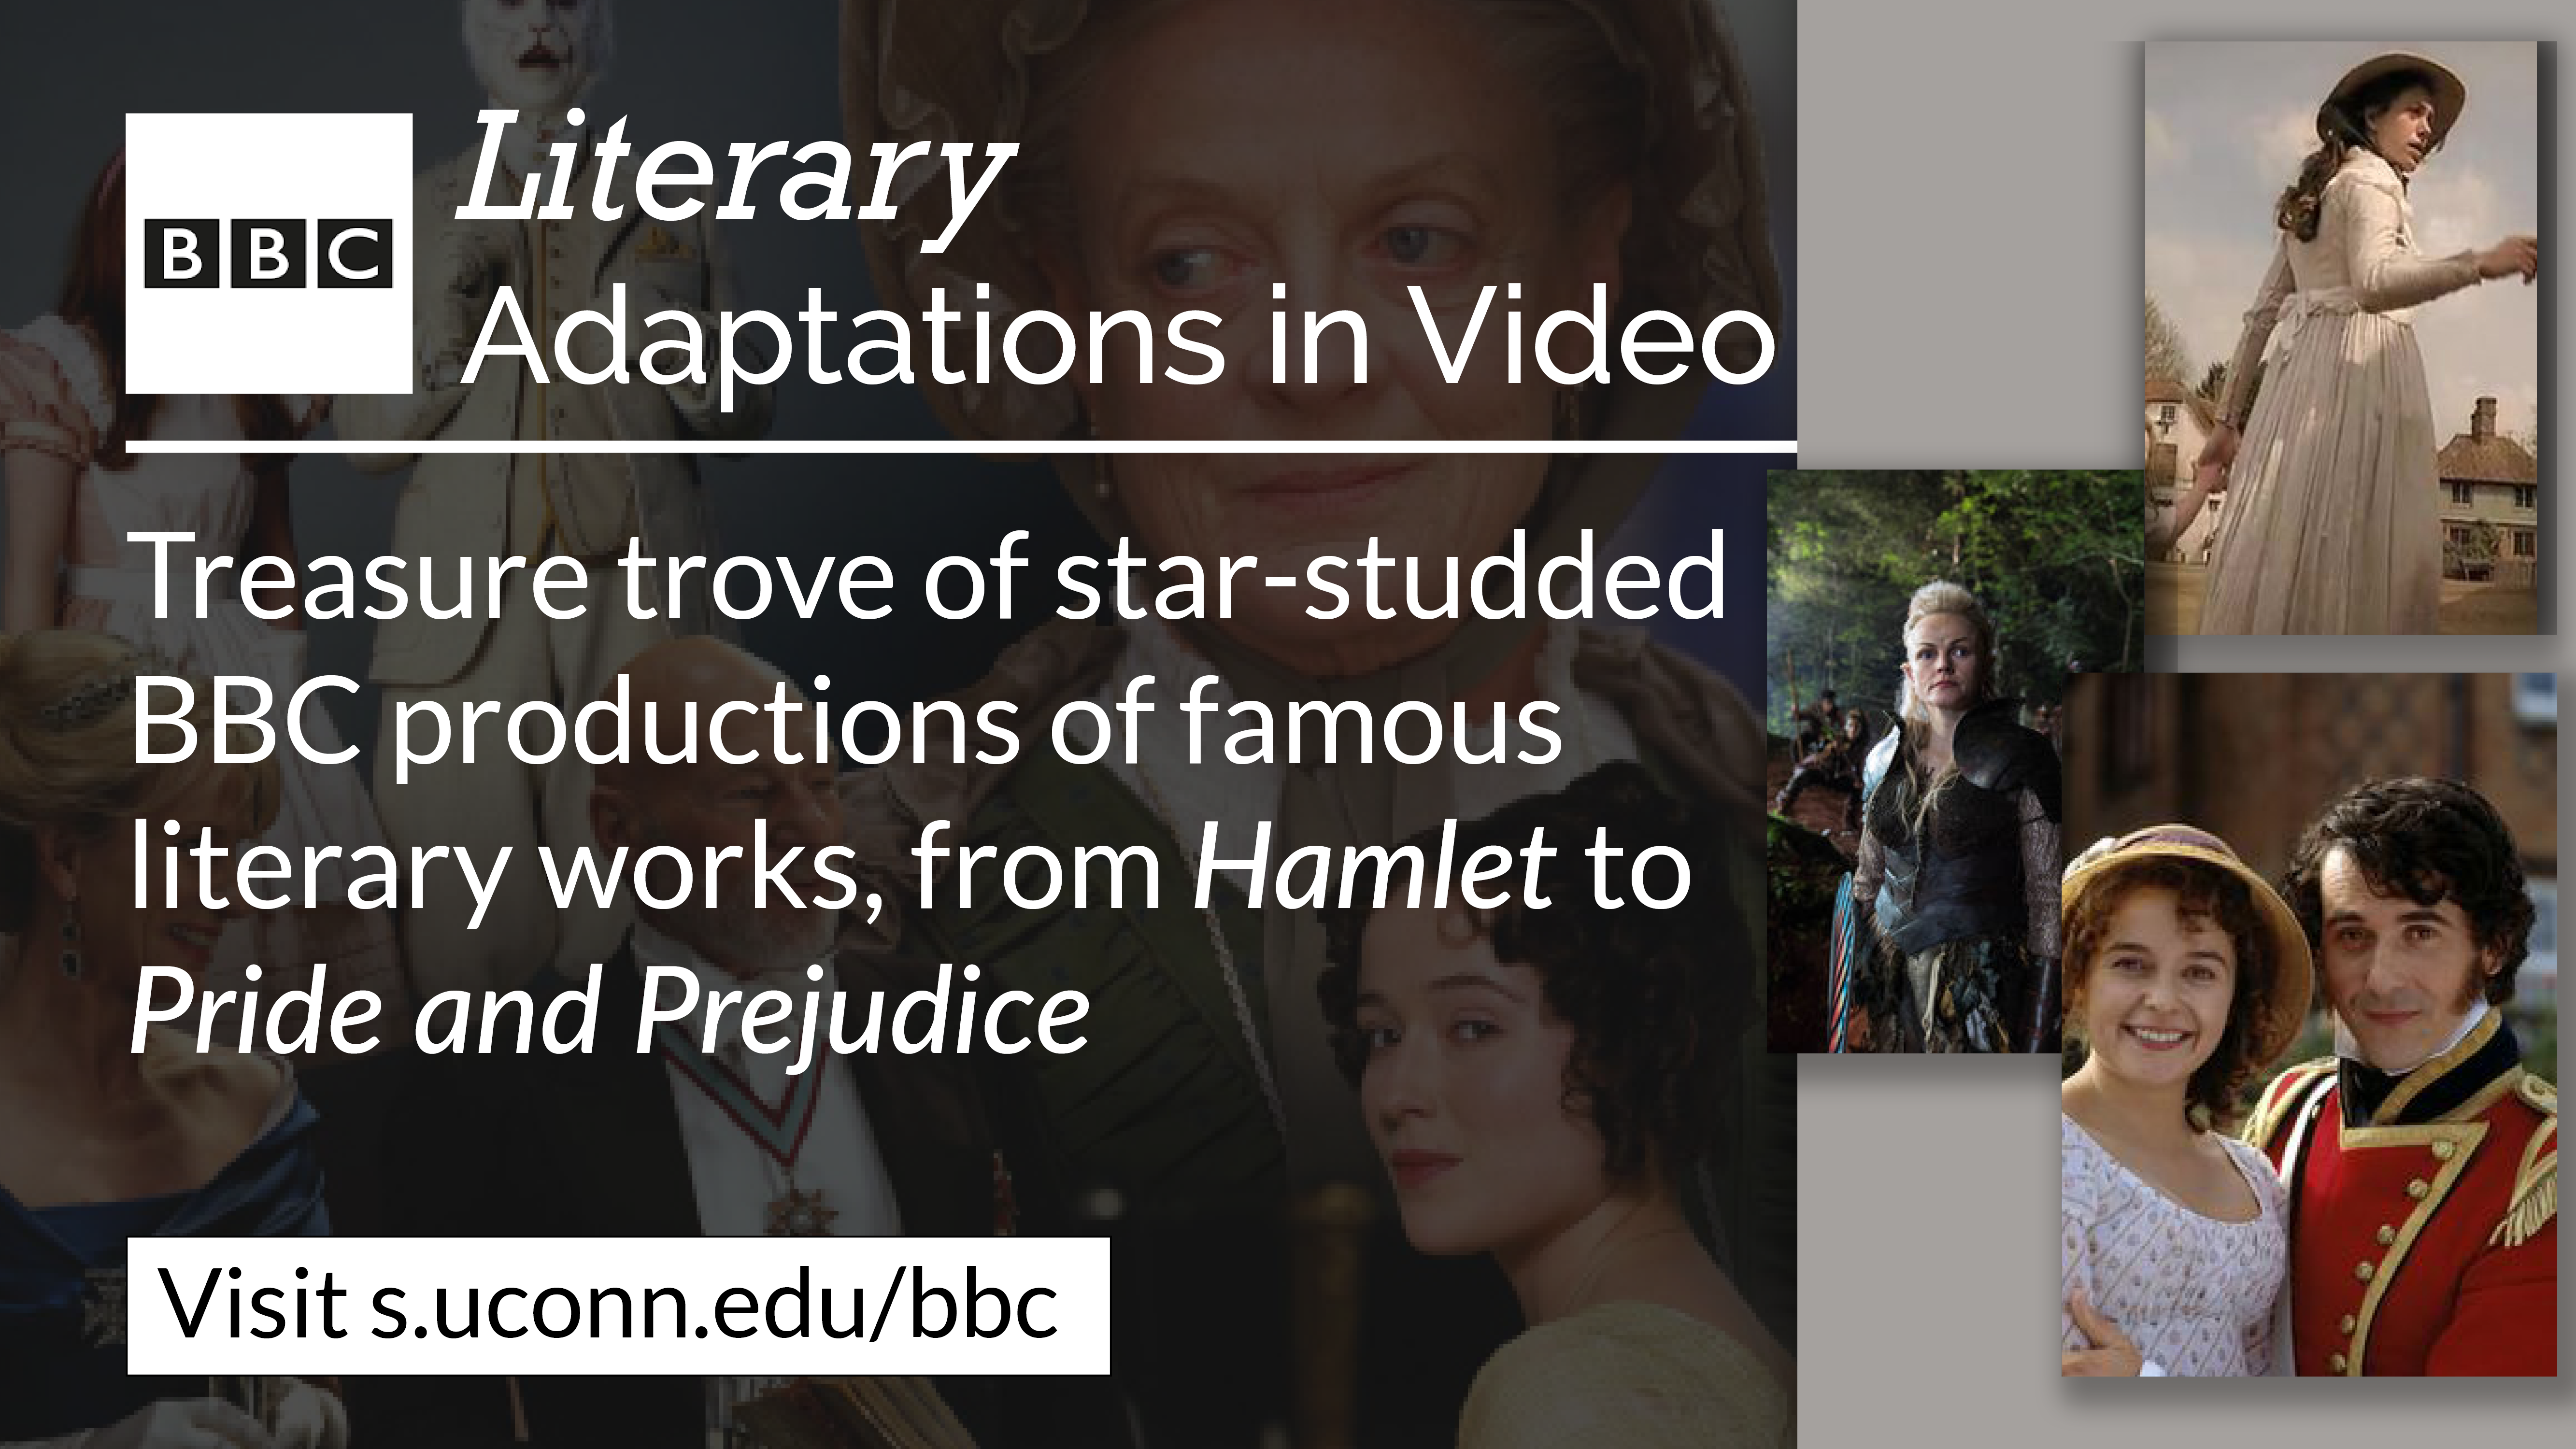 BBC
Literary
Adaptations in Video
Treasure trove of star-studded
BBC productions of famous
literary works, from Hamlet to
Pride and Prejudice
Visit s.uconn.edu/bbc